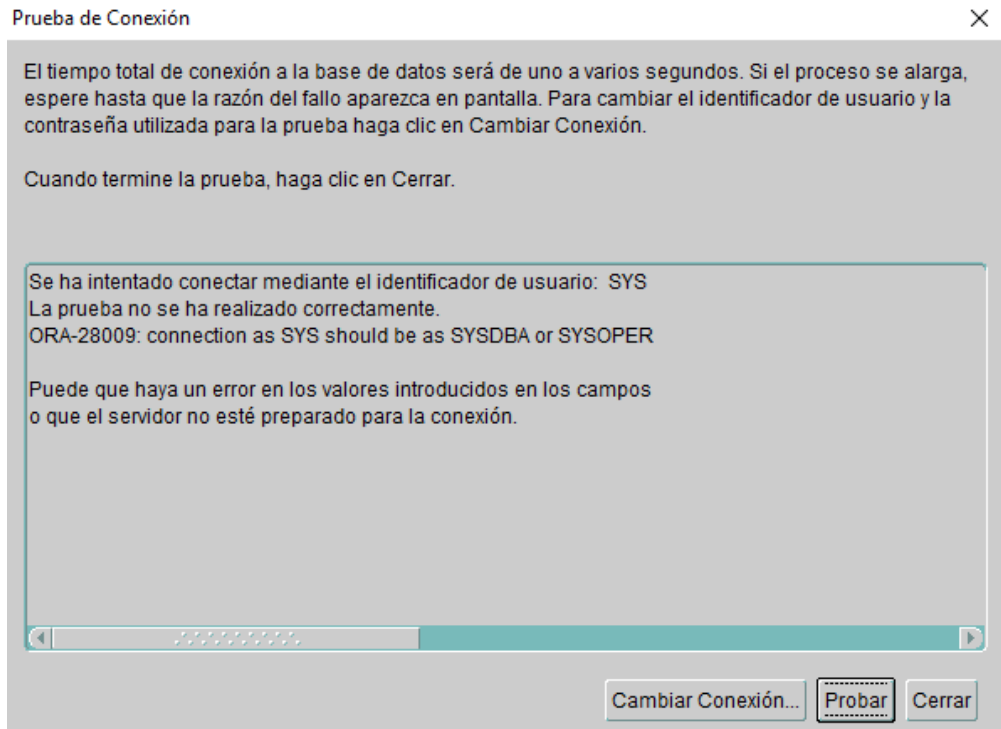 Prueba de Conexión
El tiempo total de conexión a la base de datos será de uno a varios segundos. Si el proceso se alarga,
espere hasta que la razón del fallo aparezca en pantalla. Para cambiar el identificador de usuario y la
contraseña utilizada para la prueba haga clic en Cambiar Conexión.
Cuando termine la prueba, haga clic en Cerrar.
Se ha intentado conectar mediante el identificador de usuario: SYS
La prueba no se ha realizado correctamente.
ORA-28009: connection as SYS should be as SYSDBA or SYSOPER
Puede que haya un error en los valores introducidos en los campos
o que el servidor no esté preparado para la conexión.
Cambiar Conexión... Probar Cerrar